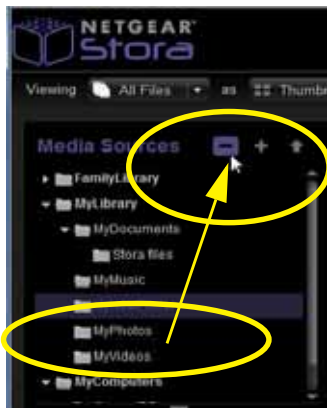 NETGEAR
Stora
Viewing All Files as Thumb
Media Sources
FamilyLibrary
MyLibrary
MyDocuments
Stora files
MyMusic
MyPhotos
MyVideos
MyComputers